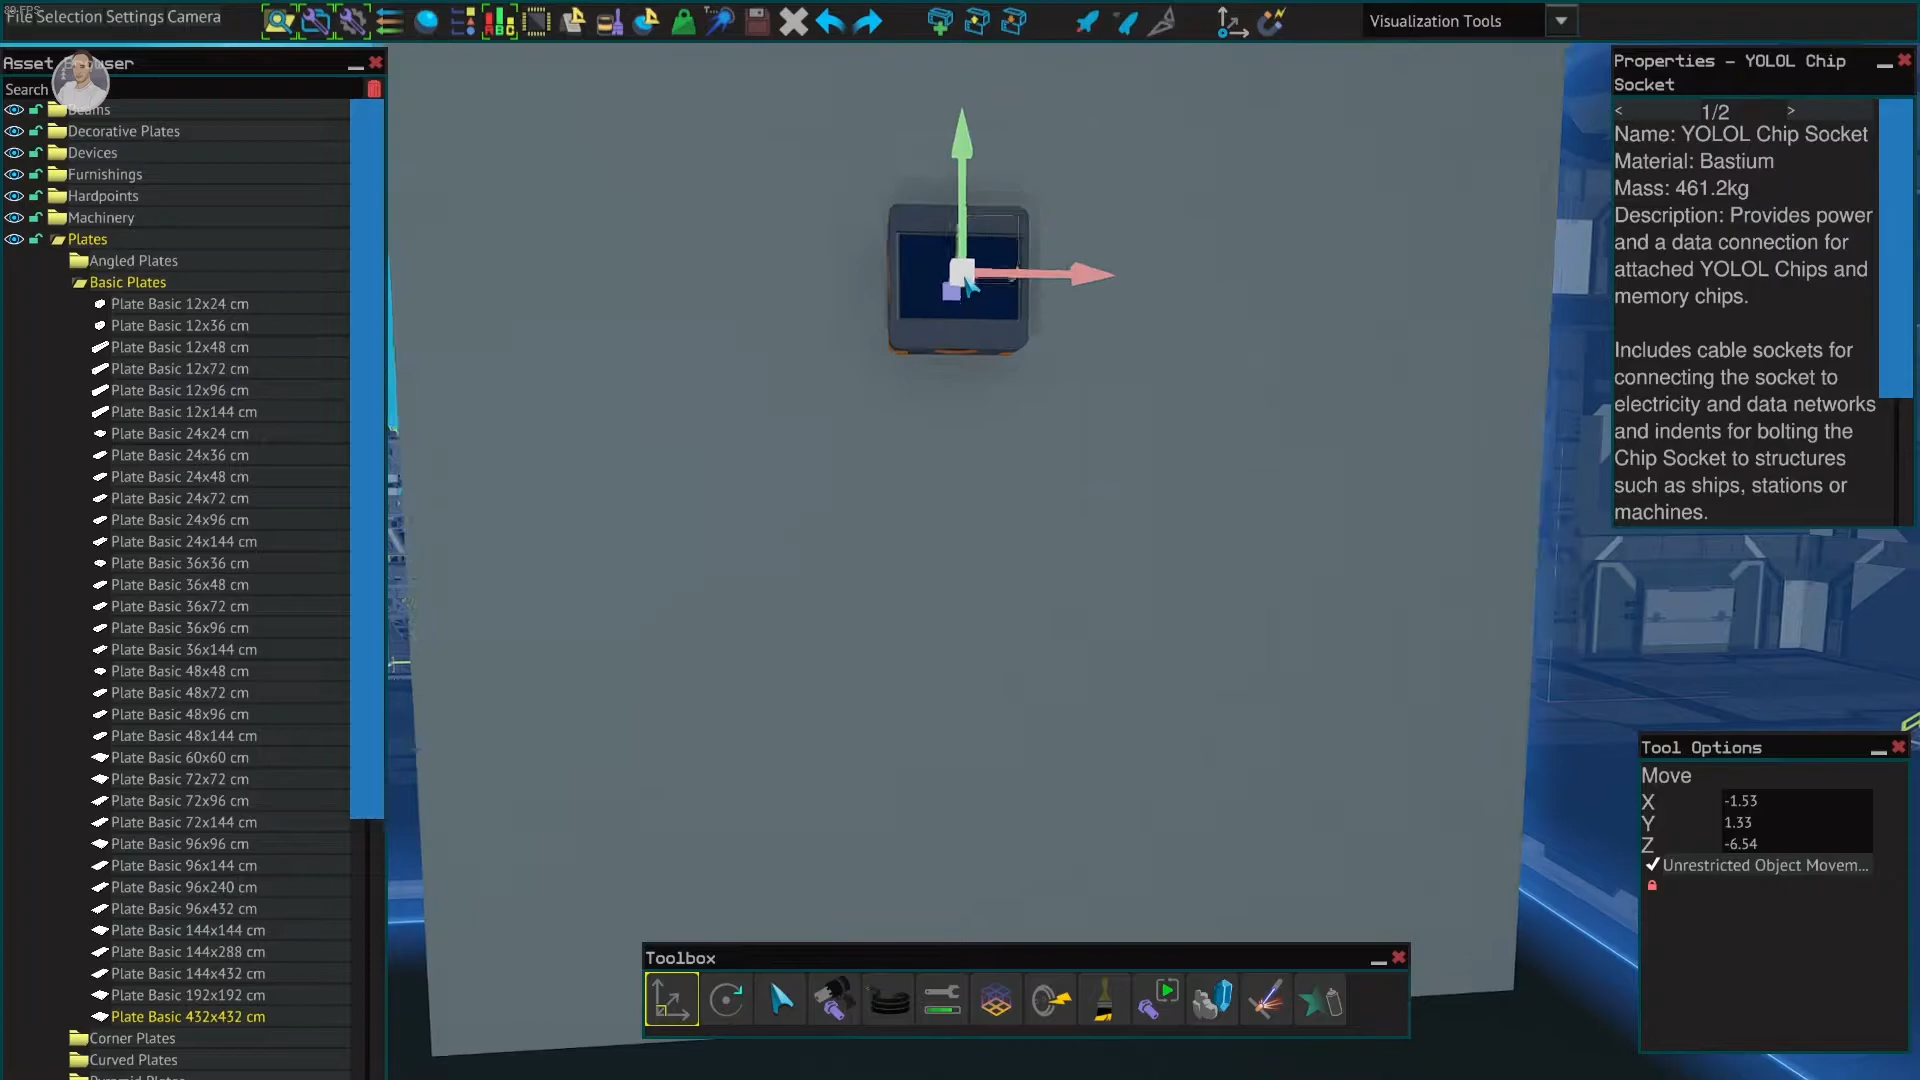 File Selection Settings Camera
Visualization Tools
Asset Browser
Search
Beams
Decorative Plates
Devices
Furnishings
Hardpoints
Machinery
Plates
Angled Plates
Basic Plates
Plate Basic 12x24 cm
Plate Basic 12x36 cm
Plate Basic 12x48 cm
Plate Basic 12x72 cm
Plate Basic 12x96 cm
Plate Basic 12x144 cm
Plate Basic 24x24 cm
Plate Basic 24x36 cm
Plate Basic 24x48 cm
Plate Basic 24x72 cm
Plate Basic 24x96 cm
Plate Basic 24x144 cm
Plate Basic 36x36 cm
Plate Basic 36x48 cm
Plate Basic 36x72 cm
Plate Basic 36x96 cm
Plate Basic 36x144 cm
Plate Basic 48x48 cm
Plate Basic 48x72 cm
Plate Basic 48x96 cm
Plate Basic 48x144 cm
Plate Basic 60x60 cm
Plate Basic 72x72 cm
Plate Basic 72x96 cm
Plate Basic 72x144 cm
Plate Basic 96x96 cm
Plate Basic 96x144 cm
Plate Basic 96x240 cm
Plate Basic 96x432 cm
Plate Basic 144x144 cm
Plate Basic 144x288 cm
Plate Basic 144x432 cm
Plate Basic 192x192 cm
Plate Basic 432x432 cm
Corner Plates
Curved Plates
Properties - YOLOL Chip
Socket
< 1/2 >
Name: YOLOL Chip Socket
Material: Bastium
Mass: 461.2kg
Description: Provides power
and a data connection for
attached YOLOL Chips and
memory chips.
Includes cable sockets for
connecting the socket to
electricity and data networks
and indents for bolting the
Chip Socket to structures
such as ships, stations or
machines.
Tool Options
Move
X -1.53
Y 1.33
Z -6.54
Unrestricted Object Movem...
Toolbox